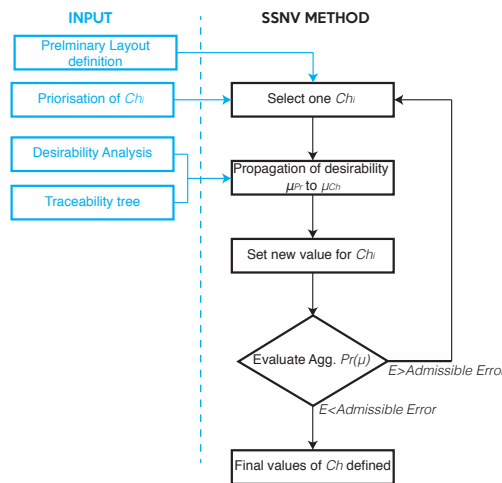 INPUT
SSNV METHOD
Prelminary Layout
definition
Priorisation of Chi
Select one Chi
Desirability Analysis
Traceability tree
Propagation of desirability
μPr to μCh
Set new value for Chi
Evaluate Agg. Pr(μ)
E>Admissible Error
E<Admissible Error
Final values of Ch defined